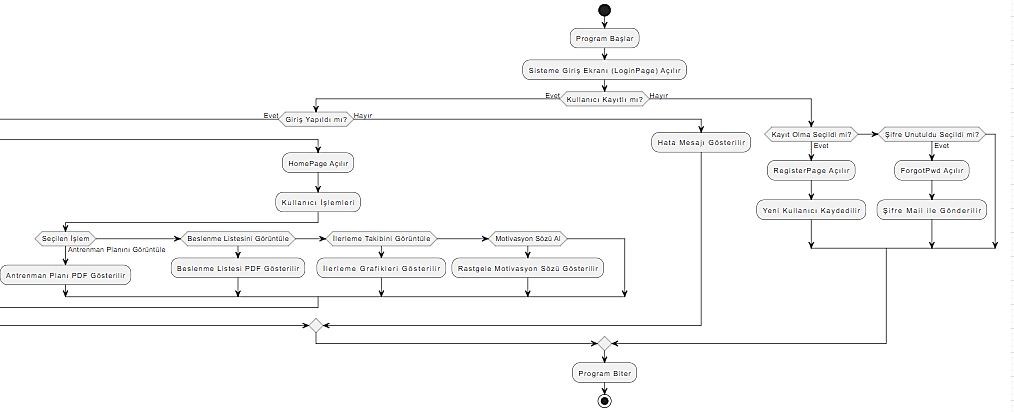 Program Başlar
Sisteme Giriş Ekranı (LoginPage) Açılır
Evet
Kullanıcı Kayıtlı mı?
Hayır
Evet
Giriş Yapıldı mı?
Hayır
Hata Mesajı Gösterilir
Kayıt Olma Seçildi mi?
Evet
Şifre Unutuldu Seçildi mi?
Evet
HomePage Açılır
RegisterPage Açılır
ForgotPwd Açılır
Kullanıcı İşlemleri
Yeni Kullanıcı Kaydedilir
Şifre Mail ile Gönderilir
Seçilen İşlem
Antrenman Planını Görüntüle
Beslenme Listesini Görüntüle
İlerleme Takibini Görüntüle
Motivasyon Sözü Al
Antrenman Planı PDF Gösterilir
Beslenme Listesi PDF Gösterilir
İlerleme Grafikleri Gösterilir
Rastgele Motivasyon Sözü Gösterilir
Program Biter